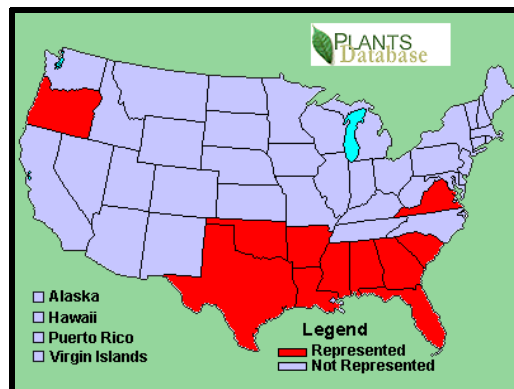 PLANTS
Database
Alaska
Hawaii
Puerto Rico
Virgin Islands
Legend
Represented
Not Represented